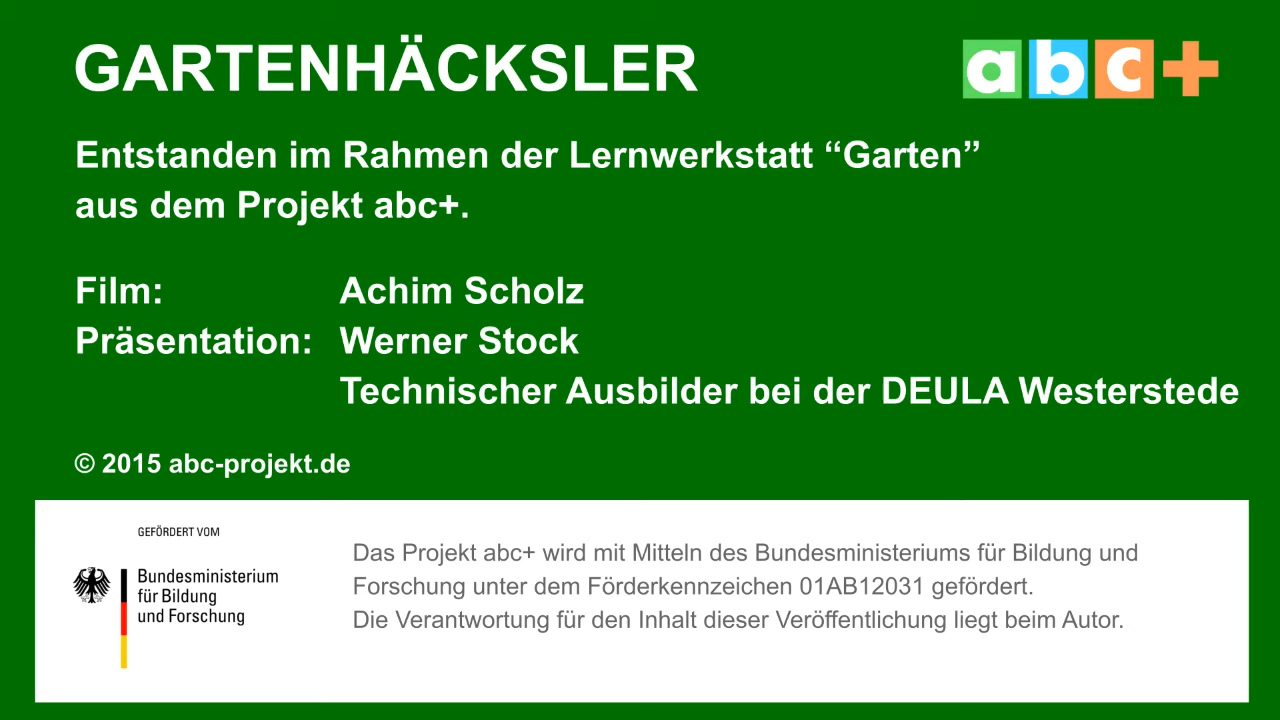 GARTENHÄCKSLER
abc+
Entstanden im Rahmen der Lernwerkstatt “Garten”
aus dem Projekt abc+.
Film: Achim Scholz
Präsentation: Werner Stock
Technischer Ausbilder bei der DEULA Westerstede
© 2015 abc-projekt.de
GEFÖRDERT VOM
Bundesministerium
für Bildung
und Forschung
Das Projekt abc+ wird mit Mitteln des Bundesministeriums für Bildung und
Forschung unter dem Förderkennzeichen 01AB12031 gefördert.
Die Verantwortung für den Inhalt dieser Veröffentlichung liegt beim Autor.